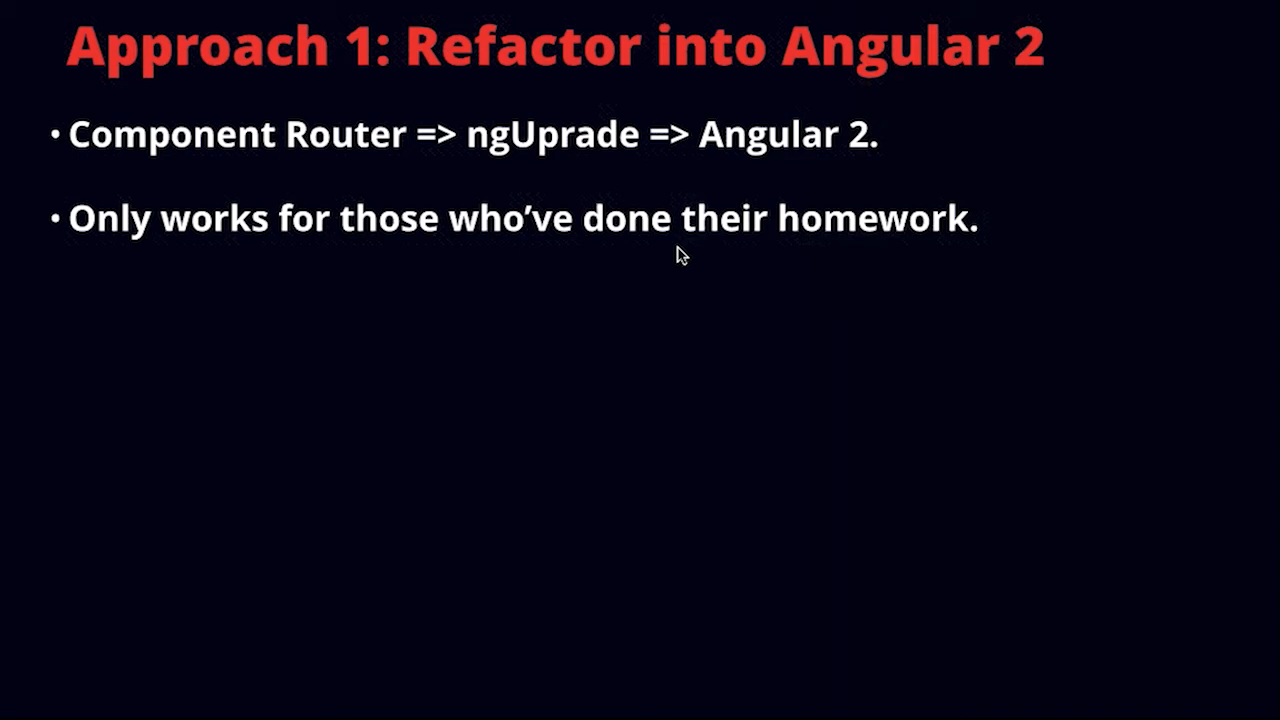 Approach 1: Refactor into Angular 2
• Component Router => ngUprade => Angular 2.
• Only works for those who’ve done their homework.